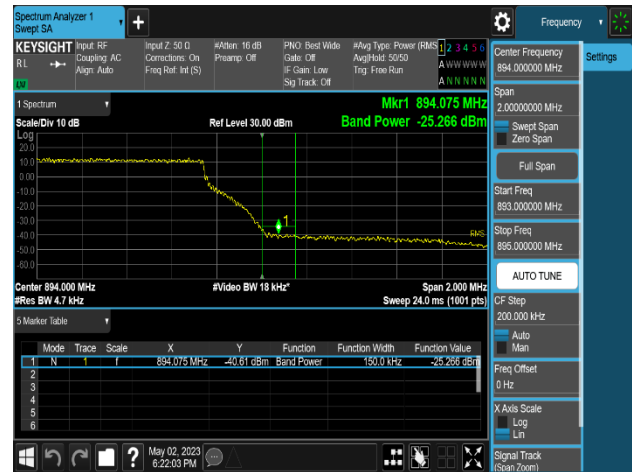 Spectrum Analyzer 1
Swept SA
+
Frequency
KEYSIGHT
RL
Input: RF
Coupling: AC
Align: Auto
Input Z: 50 Ω
Corrections: On
Freq Ref: Int (S)
#Atten: 16 dB
Preamp: Off
PNO: Best Wide
Gate: Off
IF Gain: Low
Sig Track: Off
#Avg Type: Power (RMS
Avg|Hold: 50/50
Trig: Free Run
1 2 3 4 5 6
A W W W W W
A N N N N N
LXI
1 Spectrum
Scale/Div 10 dB
Ref Level 30.00 dBm
Mkr1 894.075 MHz
Band Power -25.266 dBm
Log
20.0
10.0
0.00
-10.0
-20.0
-30.0
-40.0
-50.0
-60.0
1
RMS
Center 894.000 MHz
#Video BW 18 kHz*
Span 2.000 MHz
#Res BW 4.7 kHz
Sweep 24.0 ms (1001 pts)
5 Marker Table
Mode Trace Scale X Y Function Function Width Function Value
1 N 1 f 894.075 MHz -40.61 dBm Band Power 150.0 kHz -25.266 dBm
2
3
4
5
6
Center Frequency
894.000000 MHz
Settings
Span
2.00000000 MHz
Swept Span
Zero Span
Full Span
Start Freq
893.000000 MHz
Stop Freq
895.000000 MHz
AUTO TUNE
CF Step
200.000 kHz
Auto
Man
Freq Offset
0 Hz
X Axis Scale
Log
Lin
Signal Track
(Span Zoom)
?
May 02, 2023
6:22:03 PM